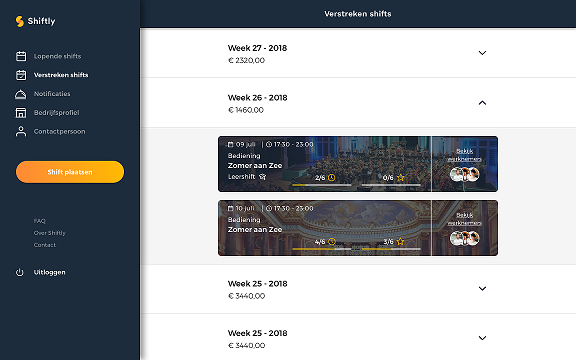 Shiftly
Lopende shifts
Verstreken shifts
Notificaties
Bedrijfsprofiel
Contactpersoon
Shift plaatsen
FAQ
Over Shiftly
Contact
Uitloggen
Verstreken shifts
Week 27 - 2018
€ 2320,00
Week 26 - 2018
€ 1460,00
09 juli | 17:30 - 23:00
Bediening
Zomer aan Zee
Leershift
2/6
0/6
Bekijk
werknemers
10 juli | 17:30 - 23:00
Bediening
Zomer aan Zee
4/6
3/6
Bekijk
werknemers
Week 25 - 2018
€ 3440,00
Week 25 - 2018
€ 3440,00